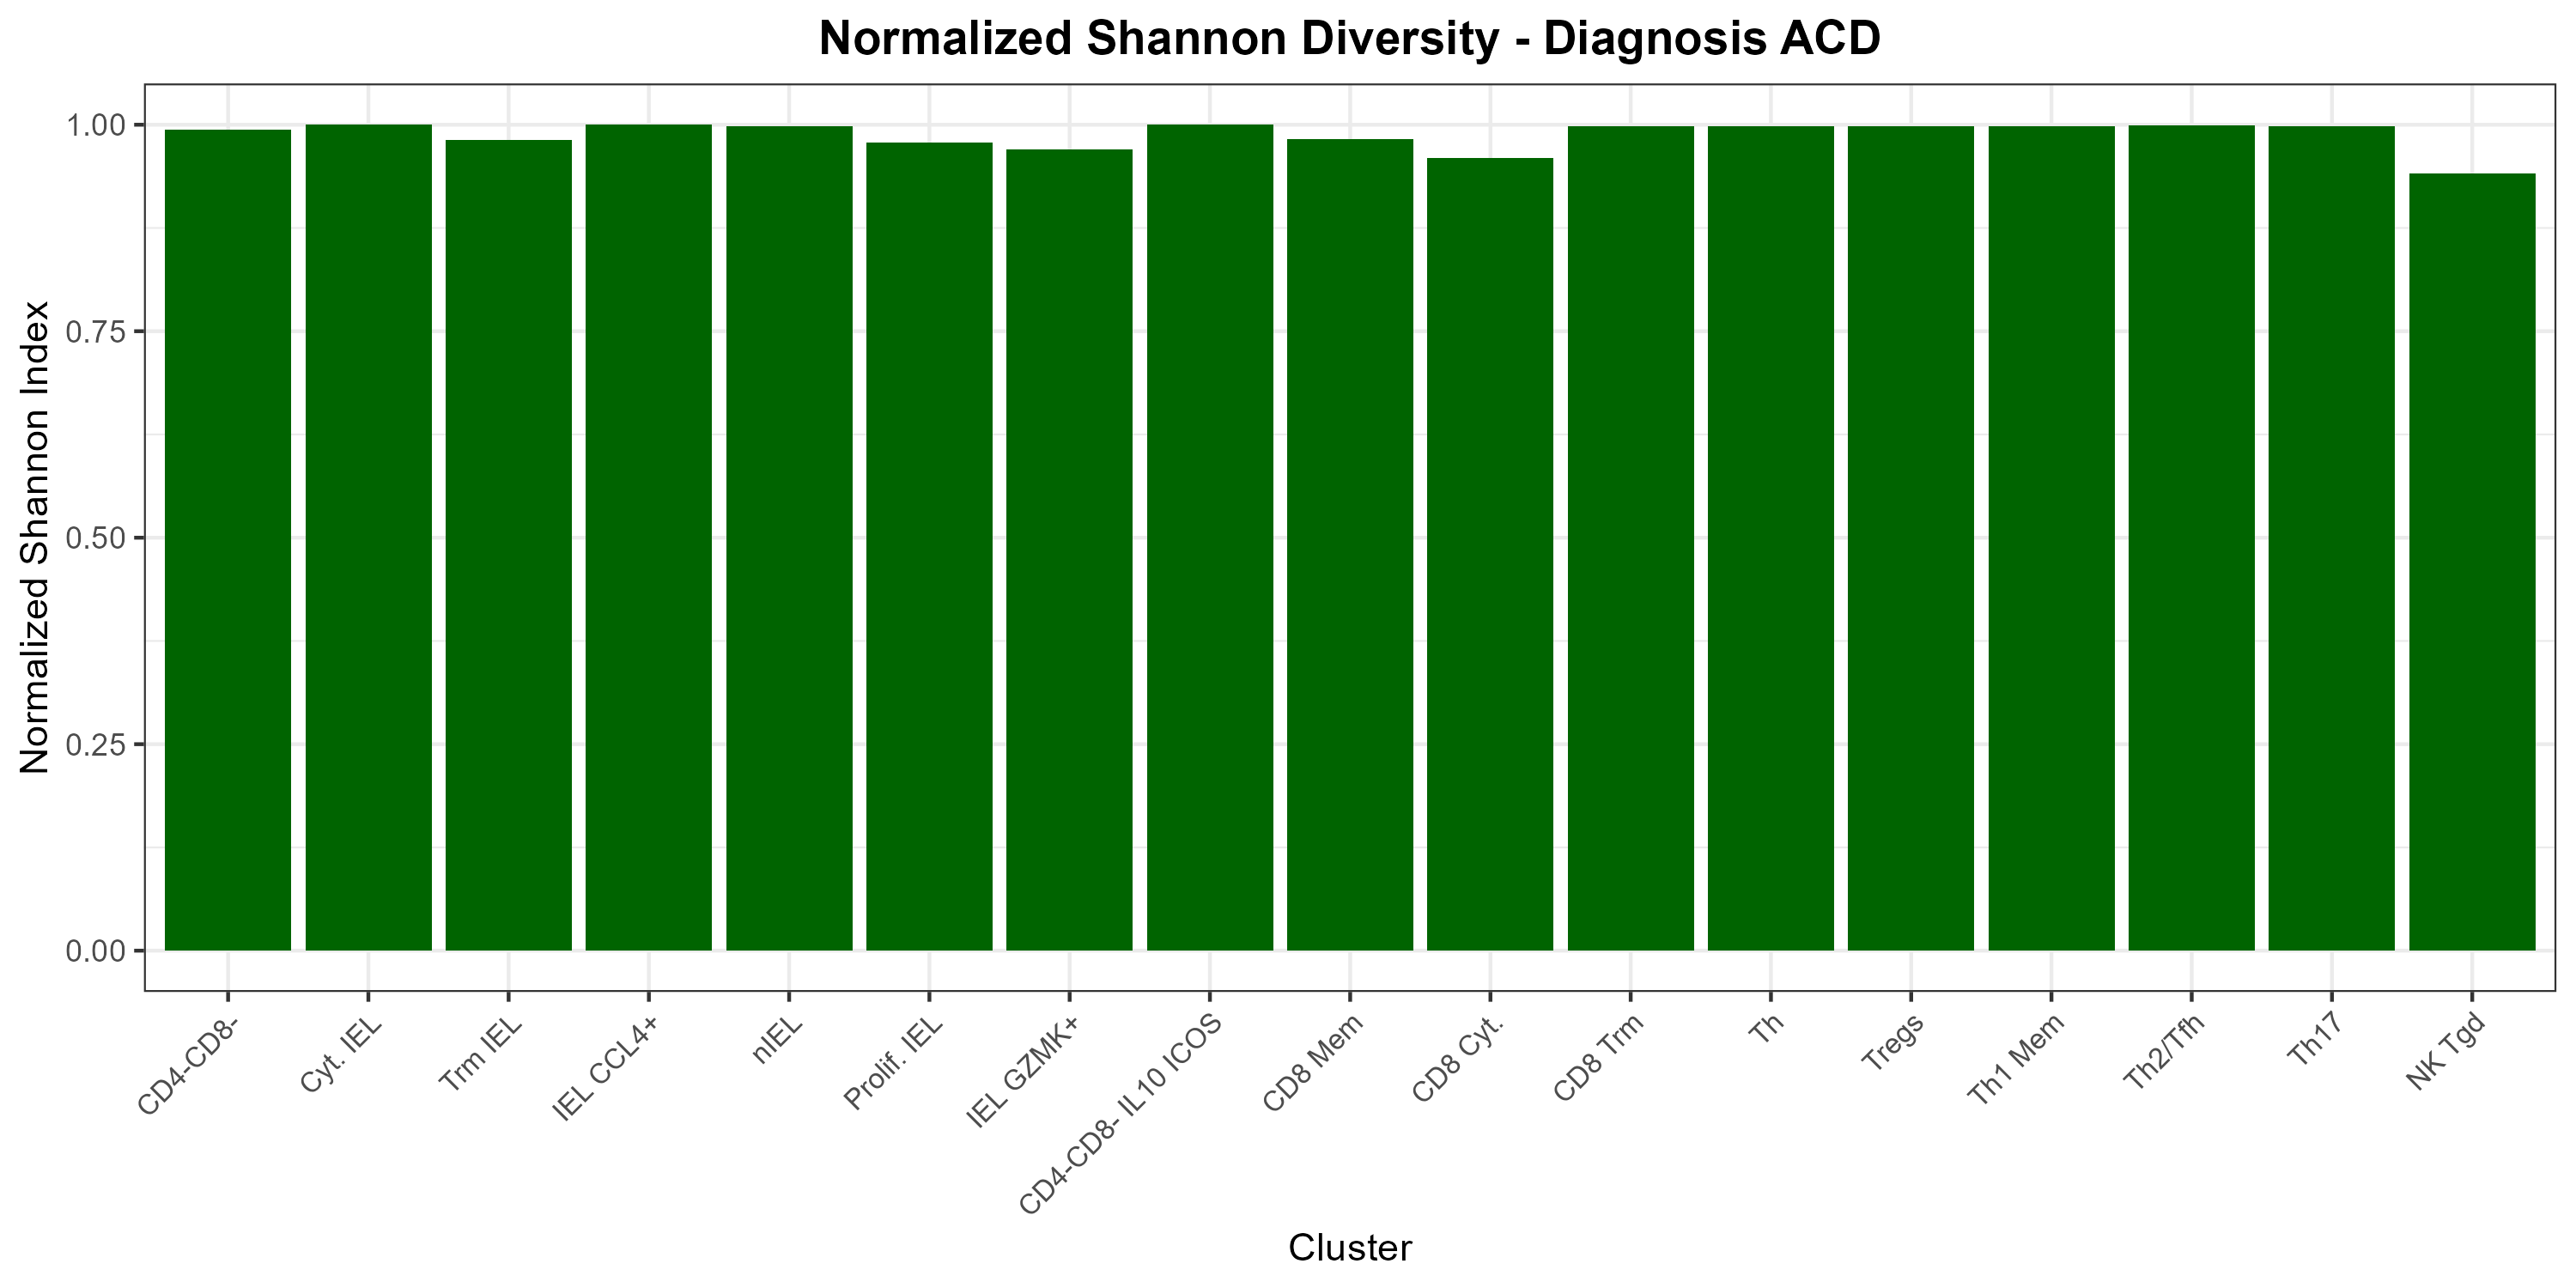 Normalized Shannon Diversity - Diagnosis ACD
Normalized Shannon Index
1.00
0.75
0.50
0.25
0.00
CD4-CD8-
Cyt. IEL
Trm IEL
IEL CCL4+
nIEL
Prolif. IEL
IEL GZMK+
CD4-CD8- IL 10 ICOS
CD8 Mem
CD8 Cyt.
CD8 Trm
Th
Tregs
Th1 Mem
Th2/Tfh
Th17
NK Tgd
Cluster